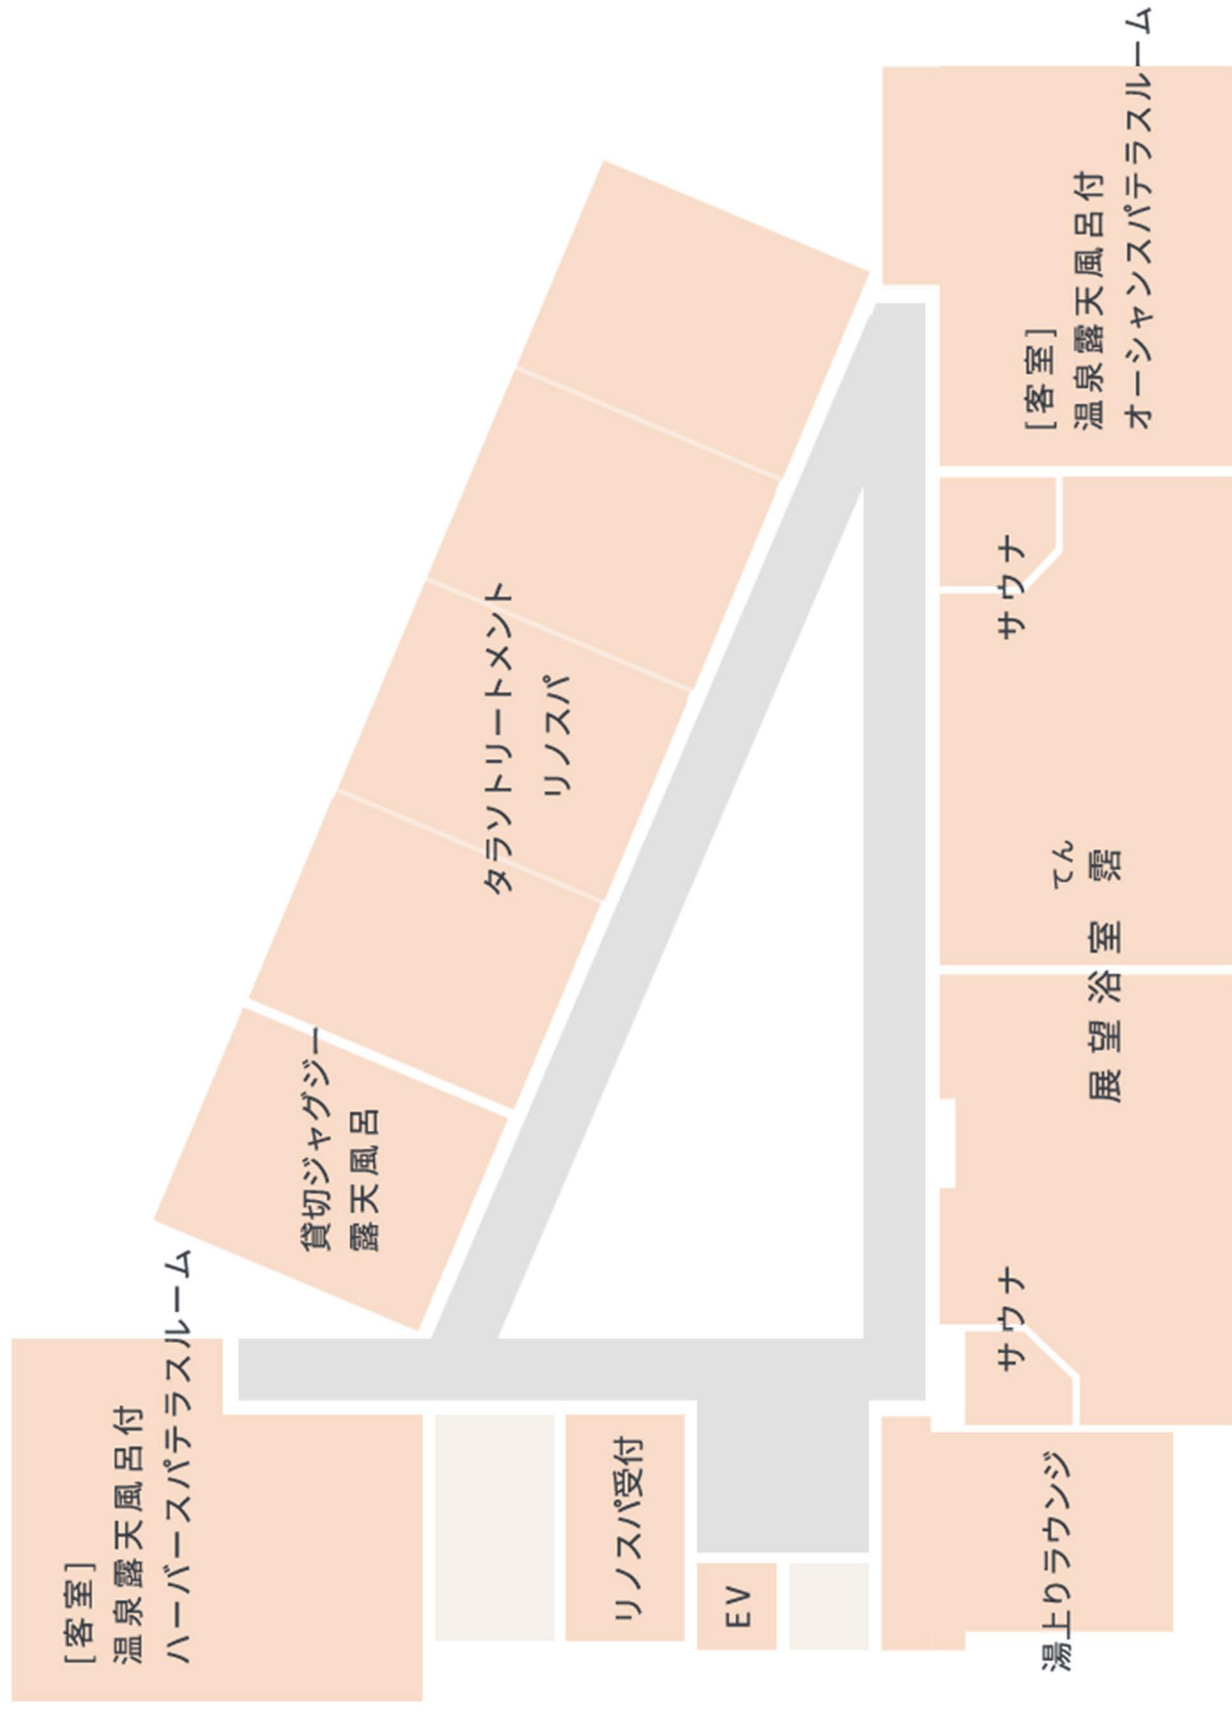 [客室]
温泉露天風呂付
ハーバースパテラスルーム
貸切ジャグジー
露天風呂
タラソトリートメント
リノスパ
リノスパ受付
EV
[客室]
温泉露天風呂付
オーシャンスパテラスルーム
サウナ
サウナ
てん
展望浴室 霑
湯上りラウンジ